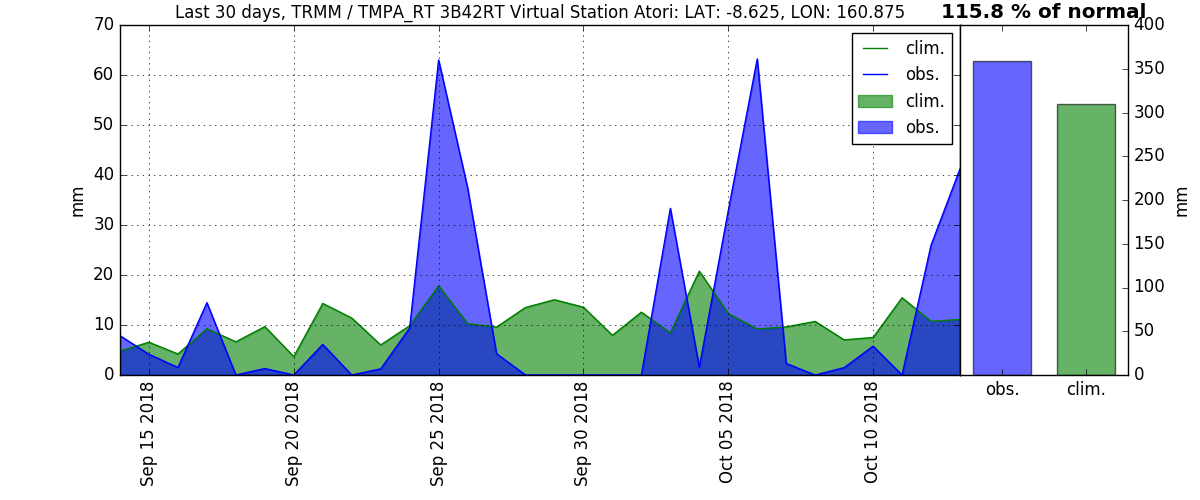 Last 30 days, TRMM / TMPA_RT 3B42RT Virtual Station Atori: LAT: -8.625, LON: 160.875
115.8 % of normal
70
60
50
40
30
20
10
0
mm
clim.
obs.
clim.
obs.
Sep 15 2018
Sep 20 2018
Sep 25 2018
Sep 30 2018
Oct 05 2018
Oct 10 2018
400
350
300
250
200
150
100
50
0
mm
obs.
clim.